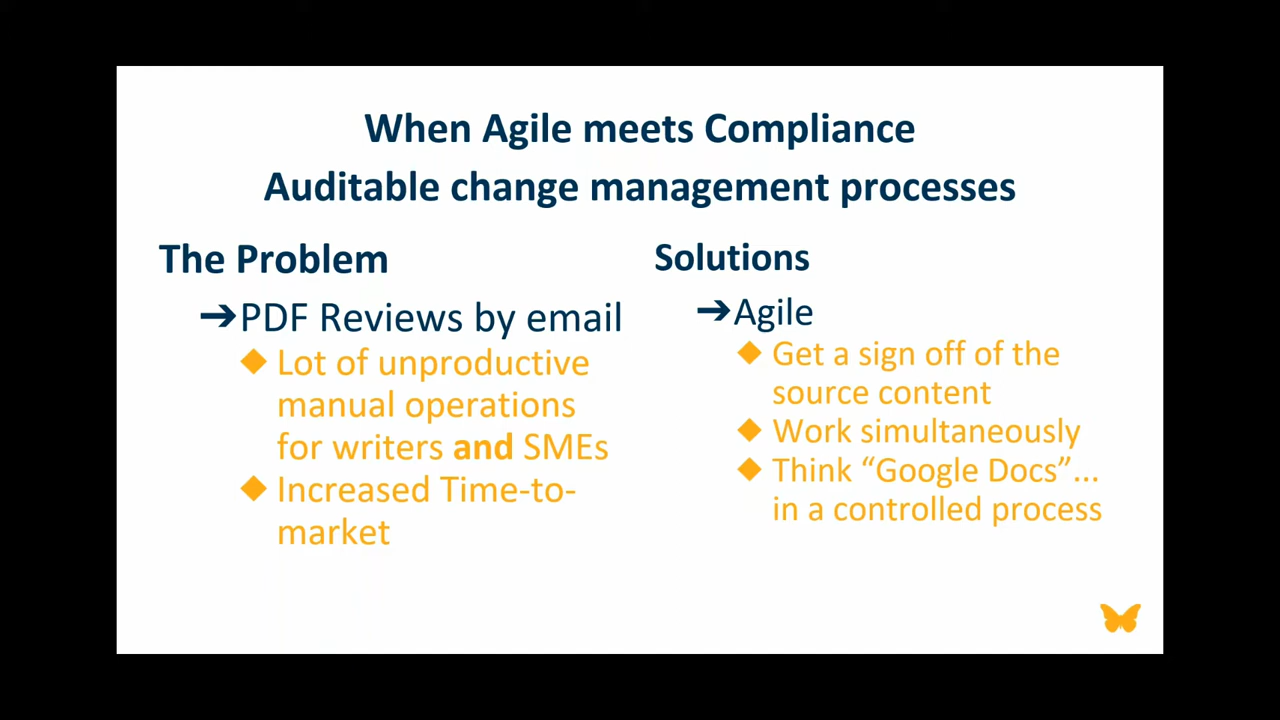 When Agile meets Compliance
Auditable change management processes
The Problem
➔PDF Reviews by email
◆ Lot of unproductive
manual operations
for writers and SMEs
◆ Increased Time-to-
market
Solutions
➔Agile
◆ Get a sign off of the
source content
◆ Work simultaneously
◆ Think “Google Docs”...
in a controlled process